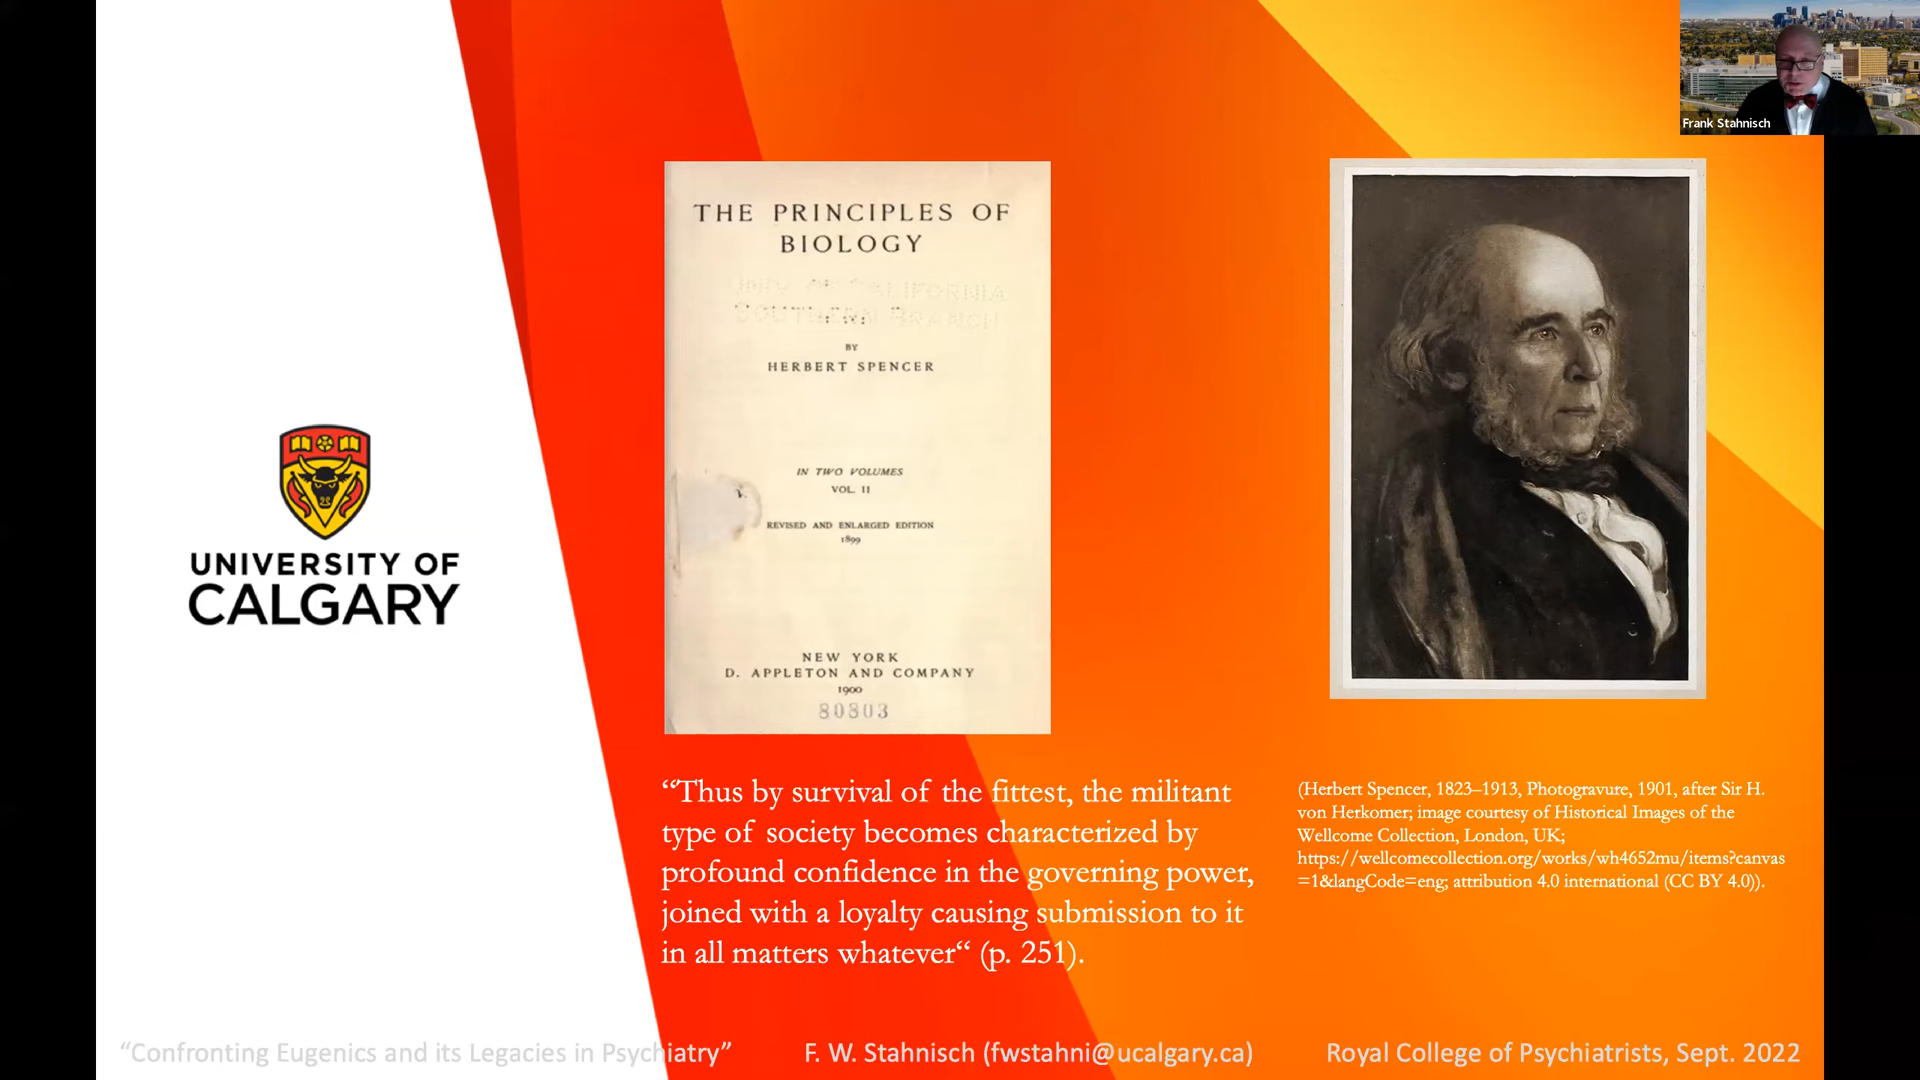 Frank Stahnisch
THE PRINCIPLES OF
BIOLOGY
UNIV. OF CALIFORNIA
SOUTHERN BRANCH
BY
HERBERT SPENCER
IN TWO VOLUMES
VOL. II
REVISED AND ENLARGED EDITION
1899
NEW YORK
D. APPLETON AND COMPANY
1900
80803
UNIVERSITY OF
CALGARY
“Thus by survival of the fittest, the militant
type of society becomes characterized by
profound confidence in the governing power,
joined with a loyalty causing submission to it
in all matters whatever“ (p. 251).
(Herbert Spencer, 1823–1913, Photogravure, 1901, after Sir H.
von Herkomer; image courtesy of Historical Images of the
Wellcome Collection, London, UK;
https://wellcomecollection.org/works/wh4652mu/items?canvas
=1&langCode=eng; attribution 4.0 international (CC BY 4.0)).
“Confronting Eugenics and its Legacies in Psychiatry”
F. W. Stahnisch (fwstahni@ucalgary.ca)
Royal College of Psychiatrists, Sept. 2022